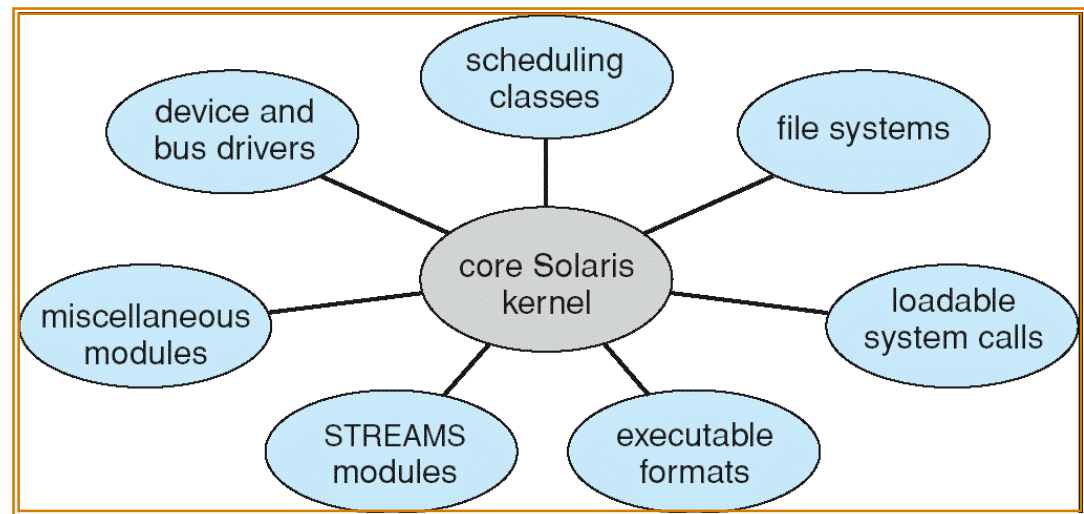 scheduling
classes
device and
bus drivers
file systems
core Solaris
kernel
miscellaneous
modules
loadable
system calls
STREAMS
modules
executable
formats